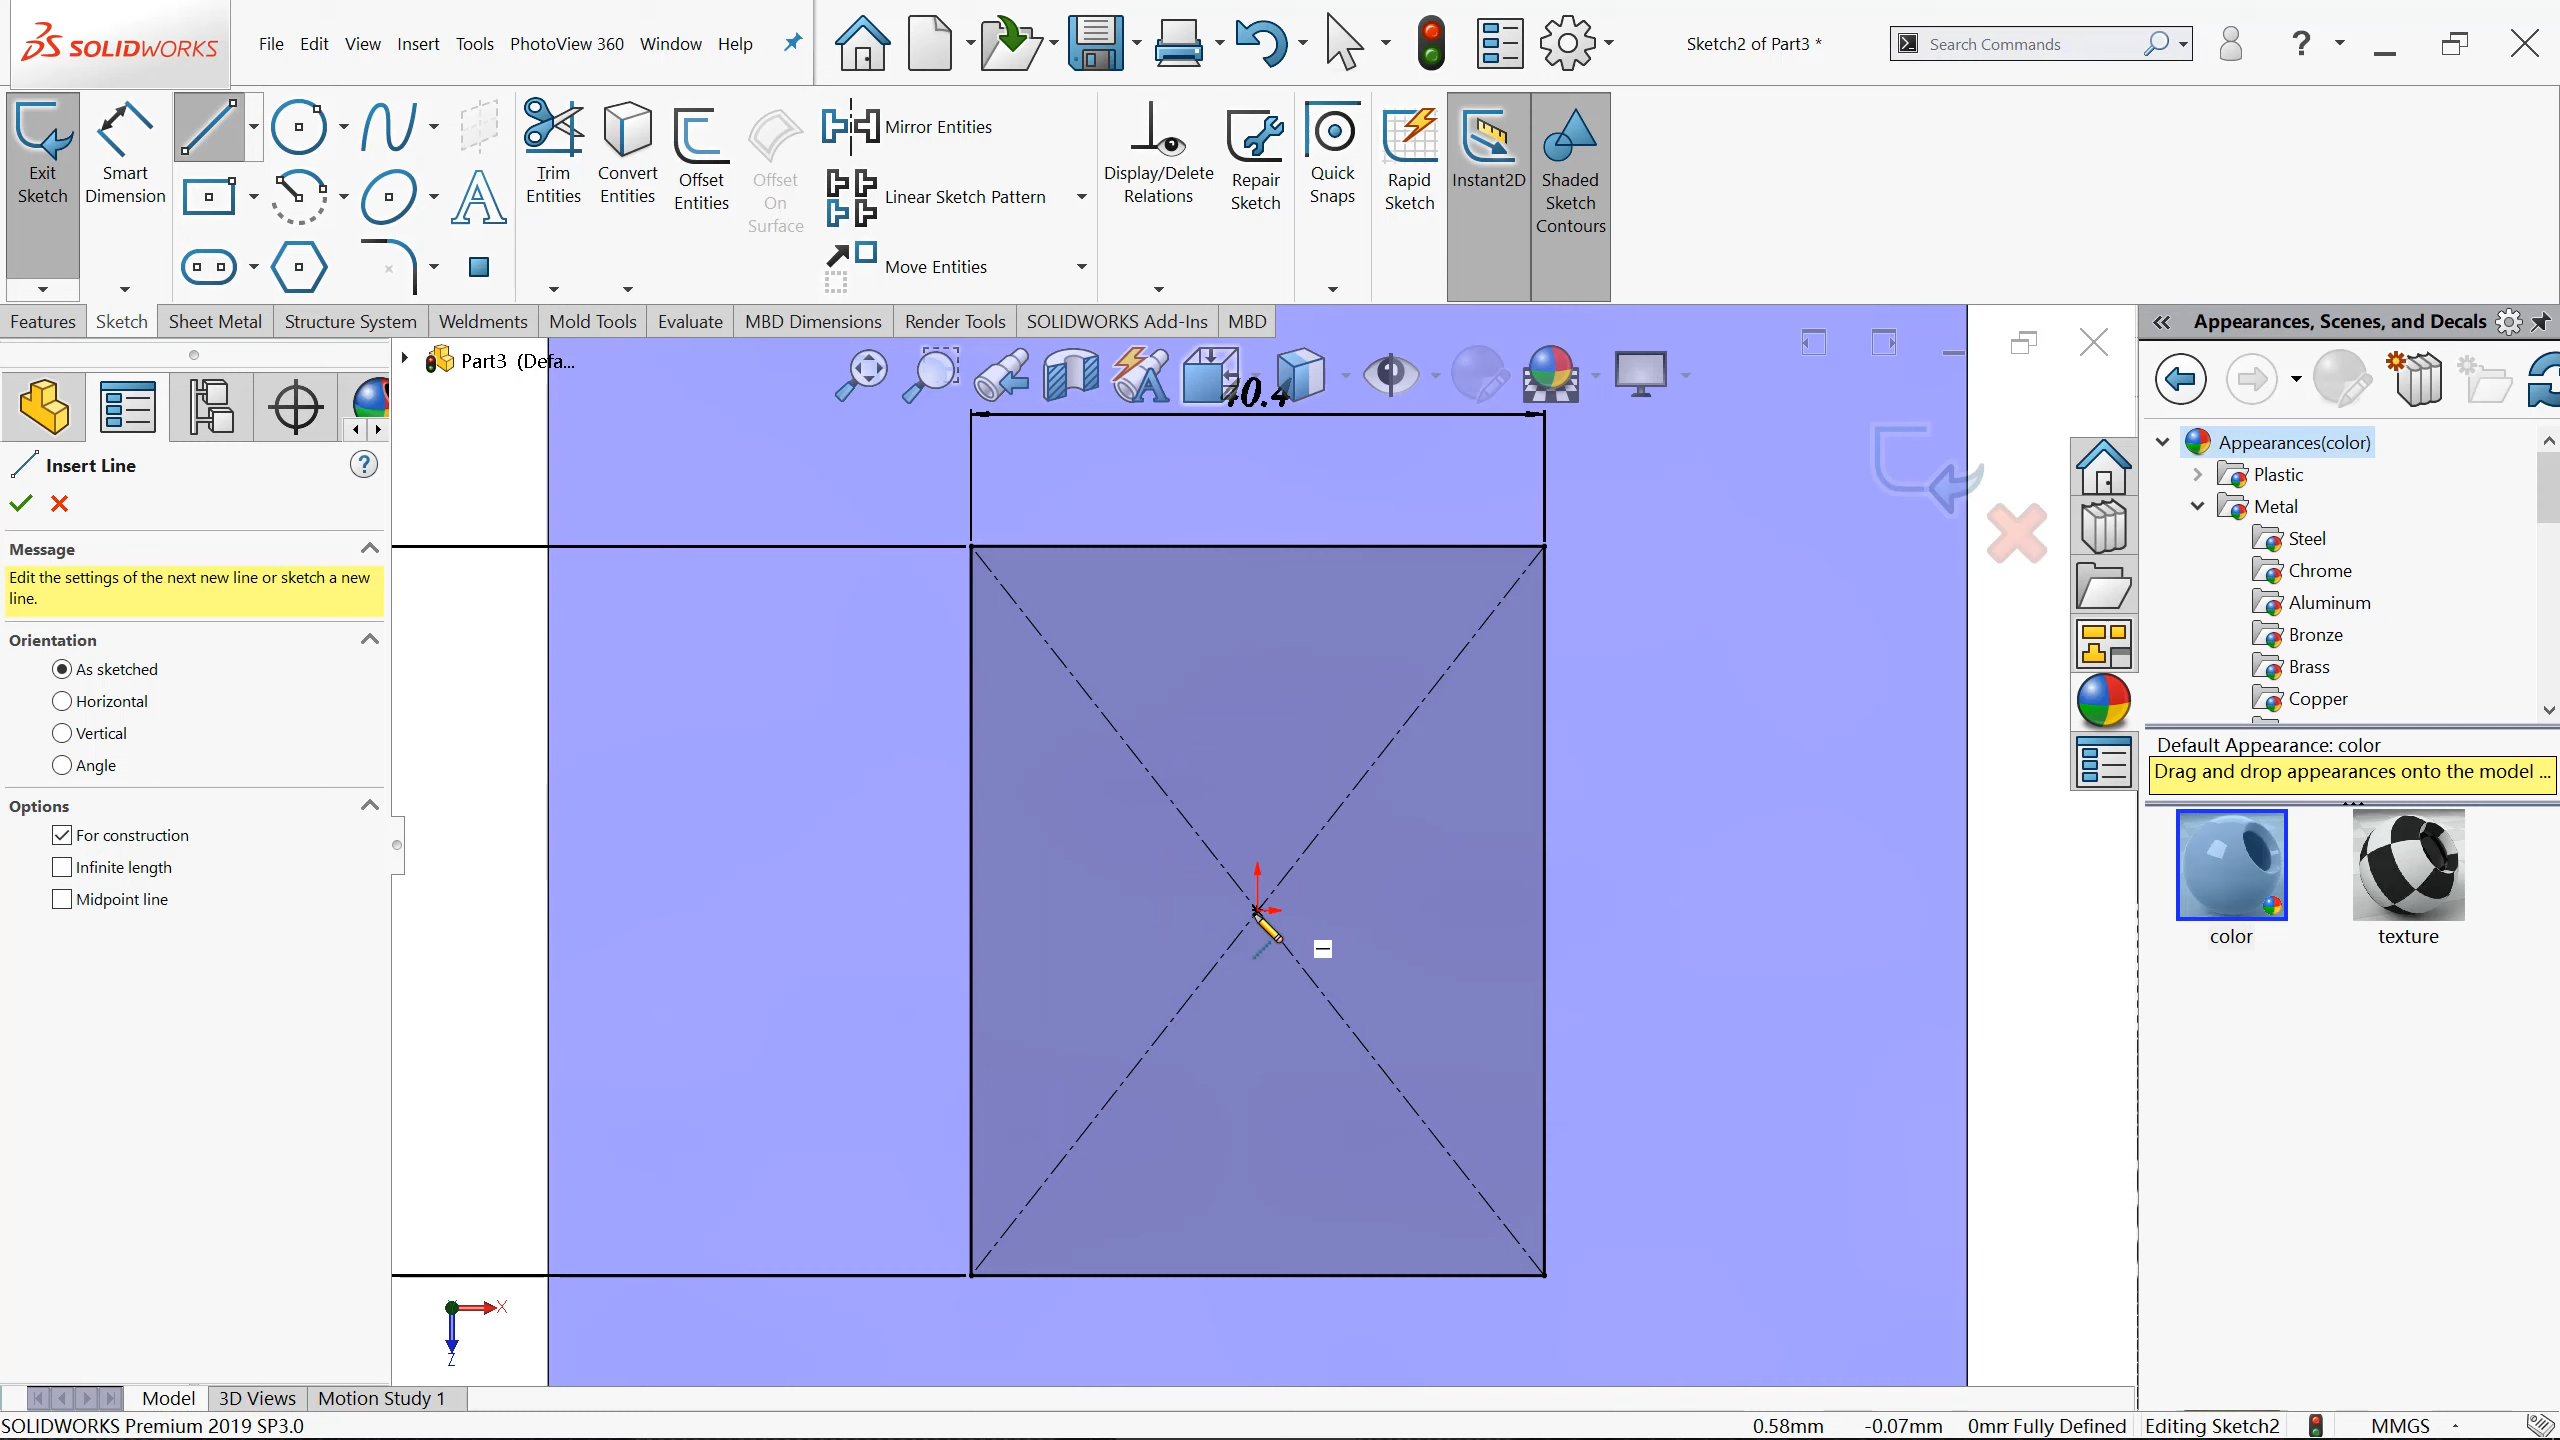 SOLIDWORKS
File Edit View Insert Tools PhotoView 360 Window Help
Sketch2 of Part3 *
Search Commands
?
Exit Sketch
Smart Dimension
Trim Entities
Convert Entities
Offset Entities
Offset On Surface
Mirror Entities
Linear Sketch Pattern
Move Entities
Display/Delete Relations
Repair Sketch
Quick Snaps
Rapid Sketch
Instant2D
Shaded Sketch Contours
Features Sketch Sheet Metal Structure System Weldments Mold Tools Evaluate MBD Dimensions Render Tools SOLIDWORKS Add-Ins MBD
Appearances, Scenes, and Decals
Part3 (Defa...
40.4
Insert Line
?
Message
Edit the settings of the next new line or sketch a new
line.
Orientation
As sketched
Horizontal
Vertical
Angle
Options
For construction
Infinite length
Midpoint line
X
Z
Appearances(color)
Plastic
Metal
Steel
Chrome
Aluminum
Bronze
Brass
Copper
Default Appearance: color
Drag and drop appearances onto the model ...
color
texture
Model 3D Views Motion Study 1
SOLIDWORKS Premium 2019 SP3.0
0.58mm -0.07mm 0mm Fully Defined Editing Sketch2 MMGS